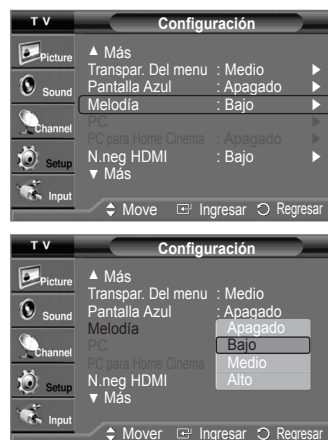 T V Configuración
Picture
Sound
Channel
Setup
Input
▲ Más
Transpar. Del menu : Medio ▶
Pantalla Azul : Apagado ▶
Melodía : Bajo ▶
PC ▶
PC para Home Cinema : Apagado ▶
N.neg HDMI : Bajo ▶
▼ Más
Move Ingresar Regresar
T V Configuración
Picture
Sound
Channel
Setup
Input
▲ Más
Transpar. Del menu : Medio
Pantalla Azul : Apagado
Melodía Apagado
PC Bajo
PC para Home Cinema Medio
N.neg HDMI Alto
▼ Más
Mover Ingresar Regresar